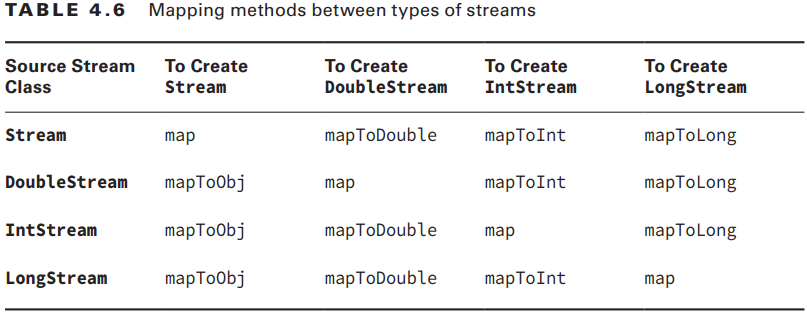 TABLE 4.6 Mapping methods between types of streams
Source Stream Class To Create Stream To Create DoubleStream To Create IntStream To Create LongStream
Stream map mapToDouble mapToInt mapToLong
DoubleStream mapToObj map mapToInt mapToLong
IntStream mapToObj mapToDouble map mapToLong
LongStream mapToObj mapToDouble mapToInt map